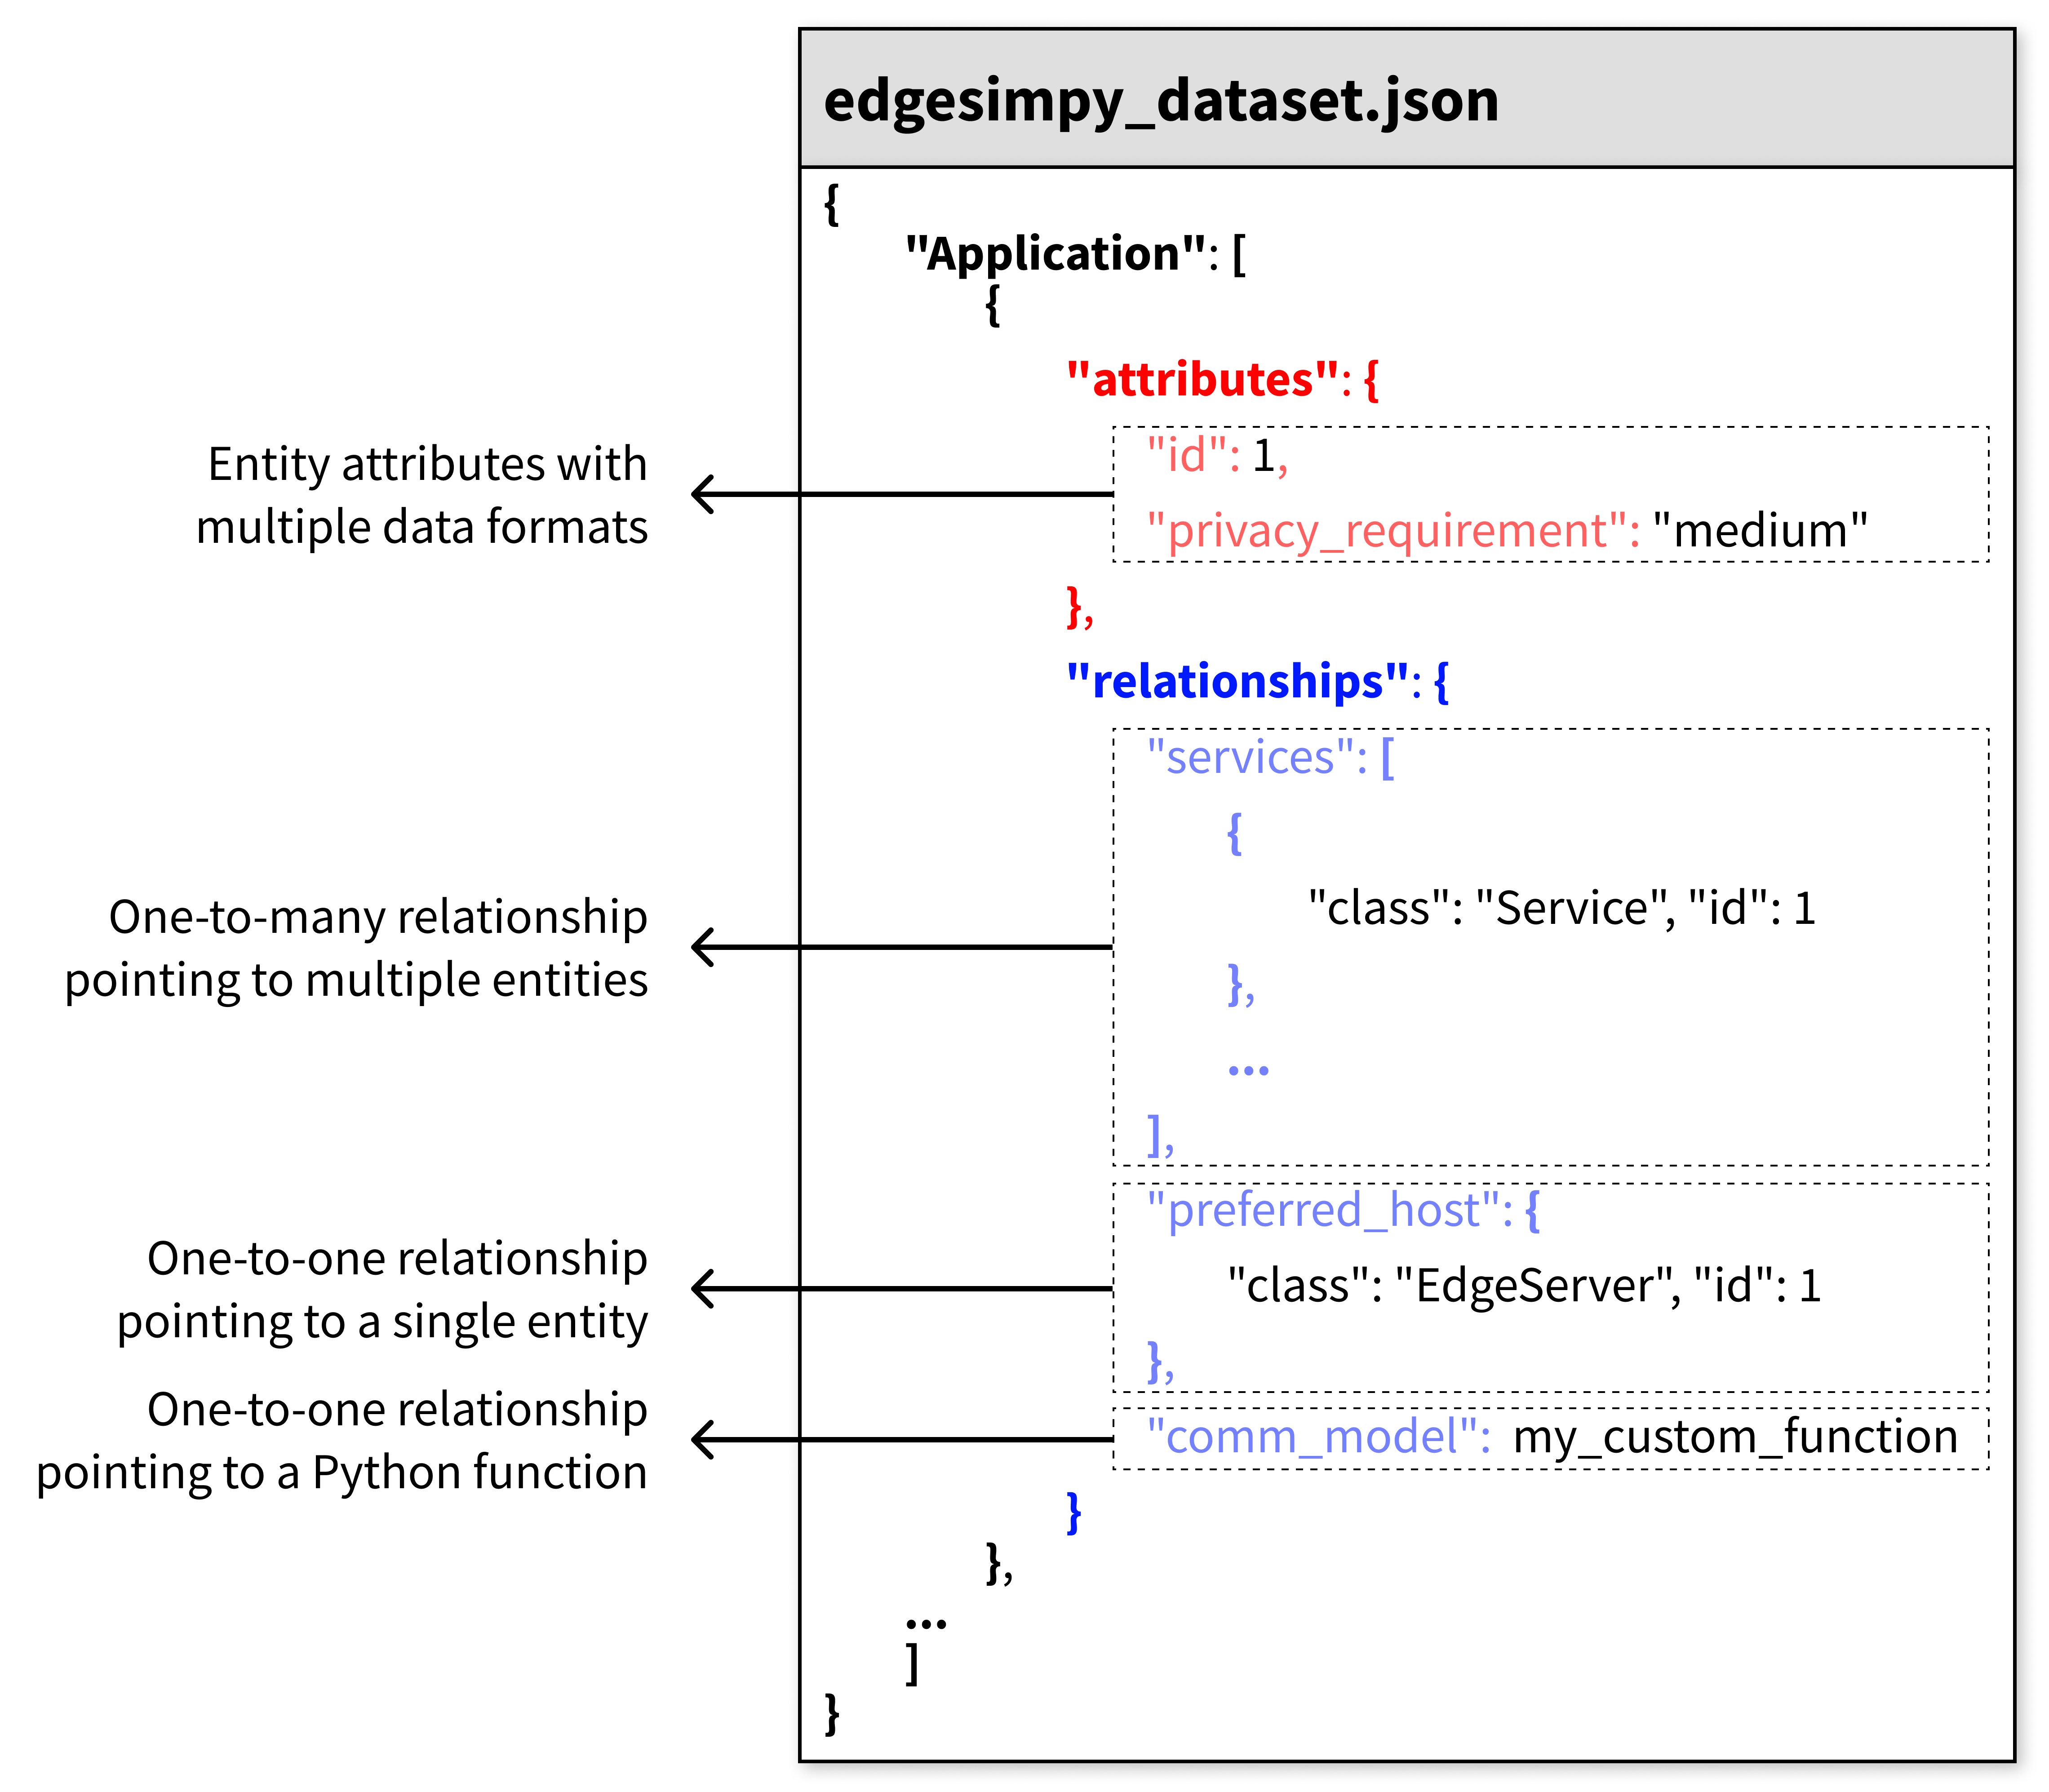 edgesimpy_dataset.json
{
"Application": [
{
"attributes": {
Entity attributes with
multiple data formats
"id": 1,
"privacy_requirement": "medium"
},
"relationships": {
One-to-many relationship
pointing to multiple entities
"services": [
{
"class": "Service", "id": 1
},
...
],
One-to-one relationship
pointing to a single entity
"preferred_host": {
"class": "EdgeServer", "id": 1
},
One-to-one relationship
pointing to a Python function
"comm_model": my_custom_function
}
},
...
]
}